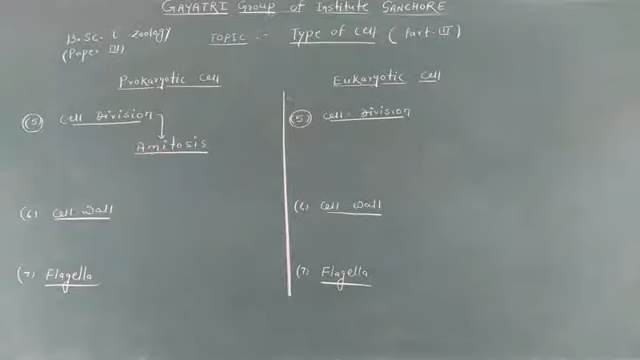 GAYATRI Group of Institute SANCHORE
B.Sc. I Zoology
(Paper III)
TOPIC :- Type of cell (Part-III)
Prokaryotic Cell
Eukaryotic Cell
(5) Cell Division
Amitosis
(5) Cell Division
(6) Cell Wall
(6) Cell Wall
(7) Flagella
(7) Flagella